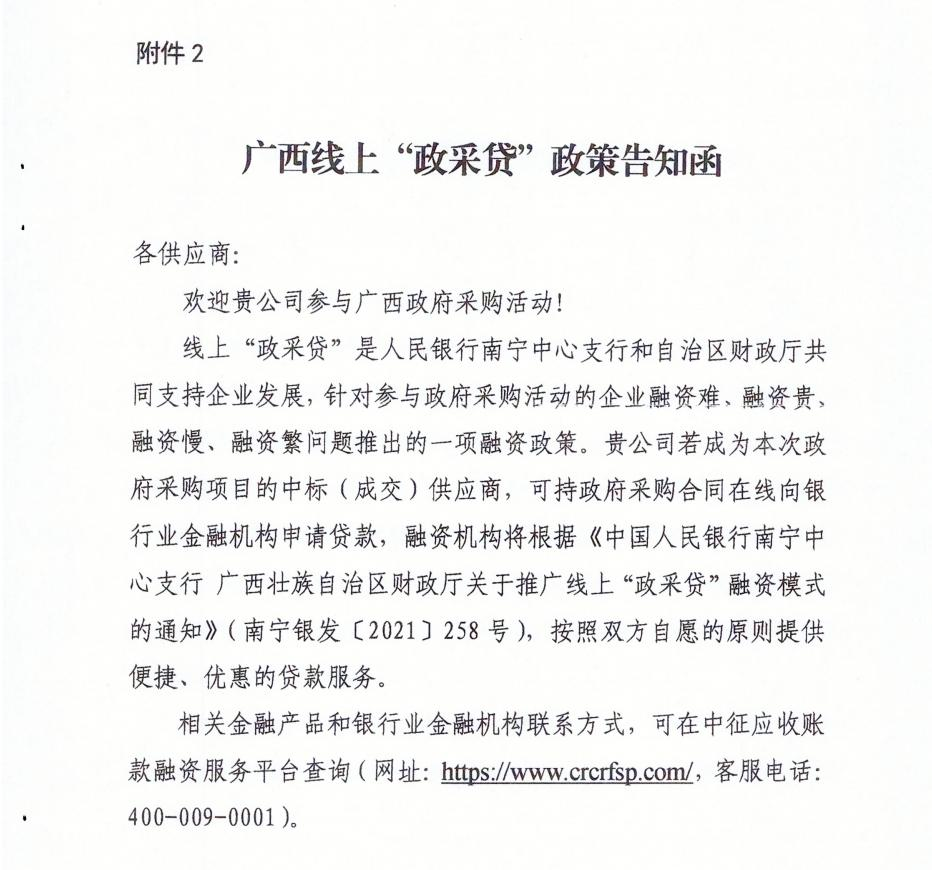 附件 2
广西线上“政采贷”政策告知函
各供应商：
欢迎贵公司参与广西政府采购活动！
线上“政采贷”是人民银行南宁中心支行和自治区财政厅共
同支持企业发展，针对参与政府采购活动的企业融资难、融资贵、
融资慢、融资繁问题推出的一项融资政策。贵公司若成为本次政
府采购项目的中标（成交）供应商，可持政府采购合同在线向银
行业金融机构申请贷款，融资机构将根据《中国人民银行南宁中
心支行 广西壮族自治区财政厅关于推广线上“政采贷”融资模式
的通知》（南宁银发〔2021〕258 号），按照双方自愿的原则提供
便捷、优惠的贷款服务。
相关金融产品和银行业金融机构联系方式，可在中征应收账
款融资服务平台查询（网址：https://www.crcrfsp.com/，客服电话：
400-009-0001）。